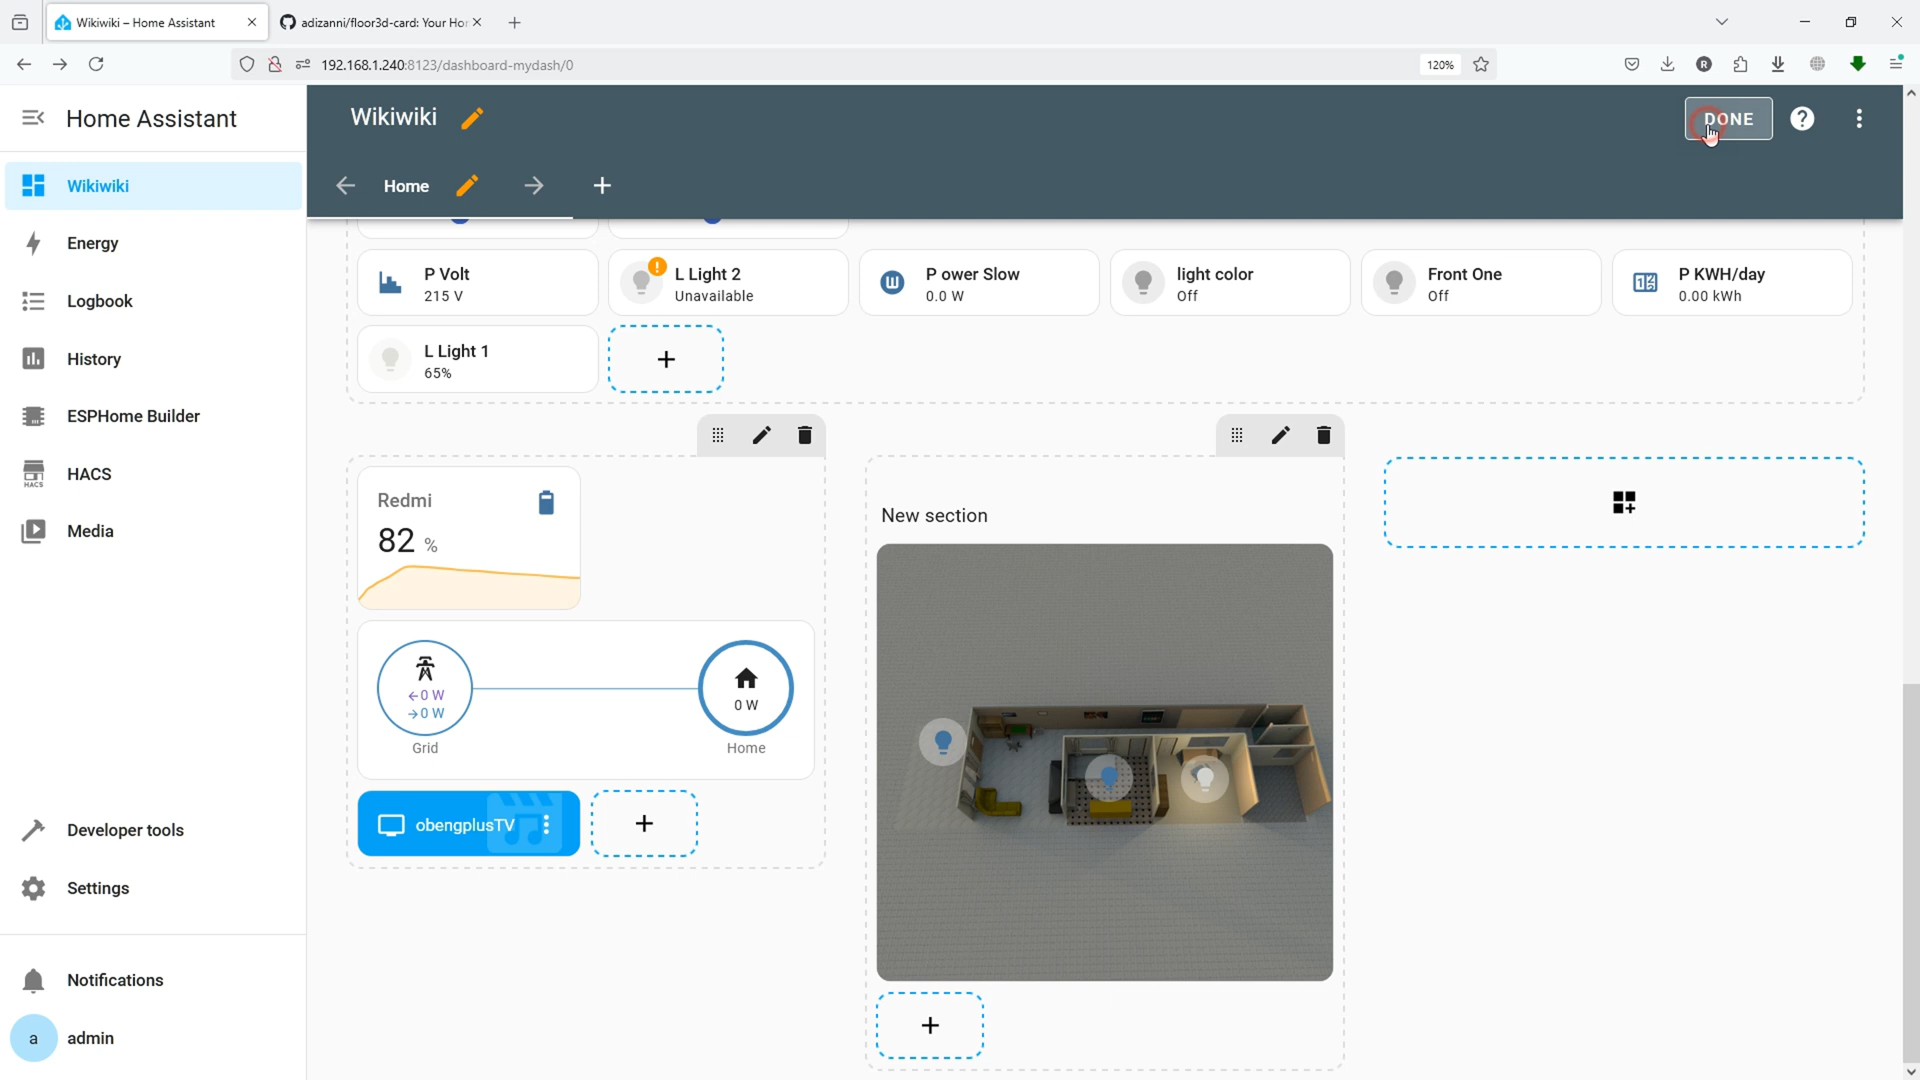 Wikiwiki – Home Assistant
adizanni/floor3d-card: Your Hor
192.168.1.240:8123/dashboard-mydash/0
120%
R
Home Assistant
Wikiwiki
DONE
?
Wikiwiki
Home
Energy
Logbook
History
ESPHome Builder
HACS
HACS
Media
Developer tools
Settings
Notifications
a
admin
P Volt
215 V
!
L Light 2
Unavailable
W
P ower Slow
0.0 W
light color
Off
Front One
Off
P KWH/day
0.00 kWh
L Light 1
65%
Redmi
82 %
0 W
0 W
Grid
0 W
Home
obengplusTV
New section